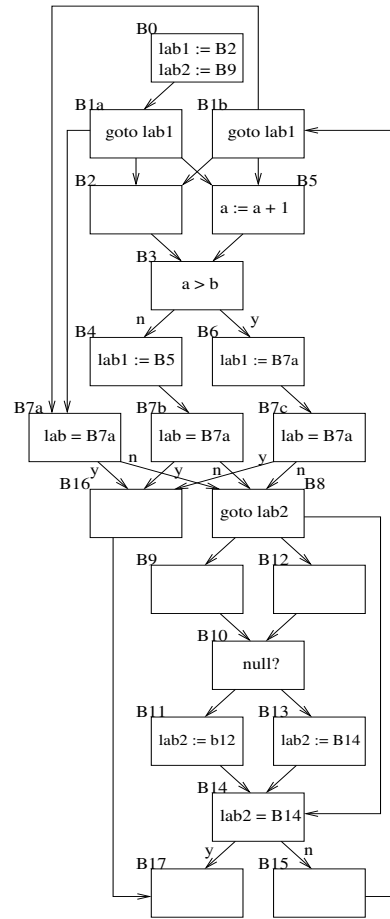 B0
lab1 := B2
lab2 := B9
B1a
B1b
goto lab1
goto lab1
B2
B5
a := a + 1
B3
a > b
n
y
B4
B6
lab1 := B5
lab1 := B7a
B7a
B7b
B7c
lab = B7a
lab = B7a
lab = B7a
y
n
y
n
y
n
B16
B8
goto lab2
B9
B12
B10
null?
B11
B13
lab2 := b12
lab2 := B14
B14
lab2 = B14
y
n
B17
B15